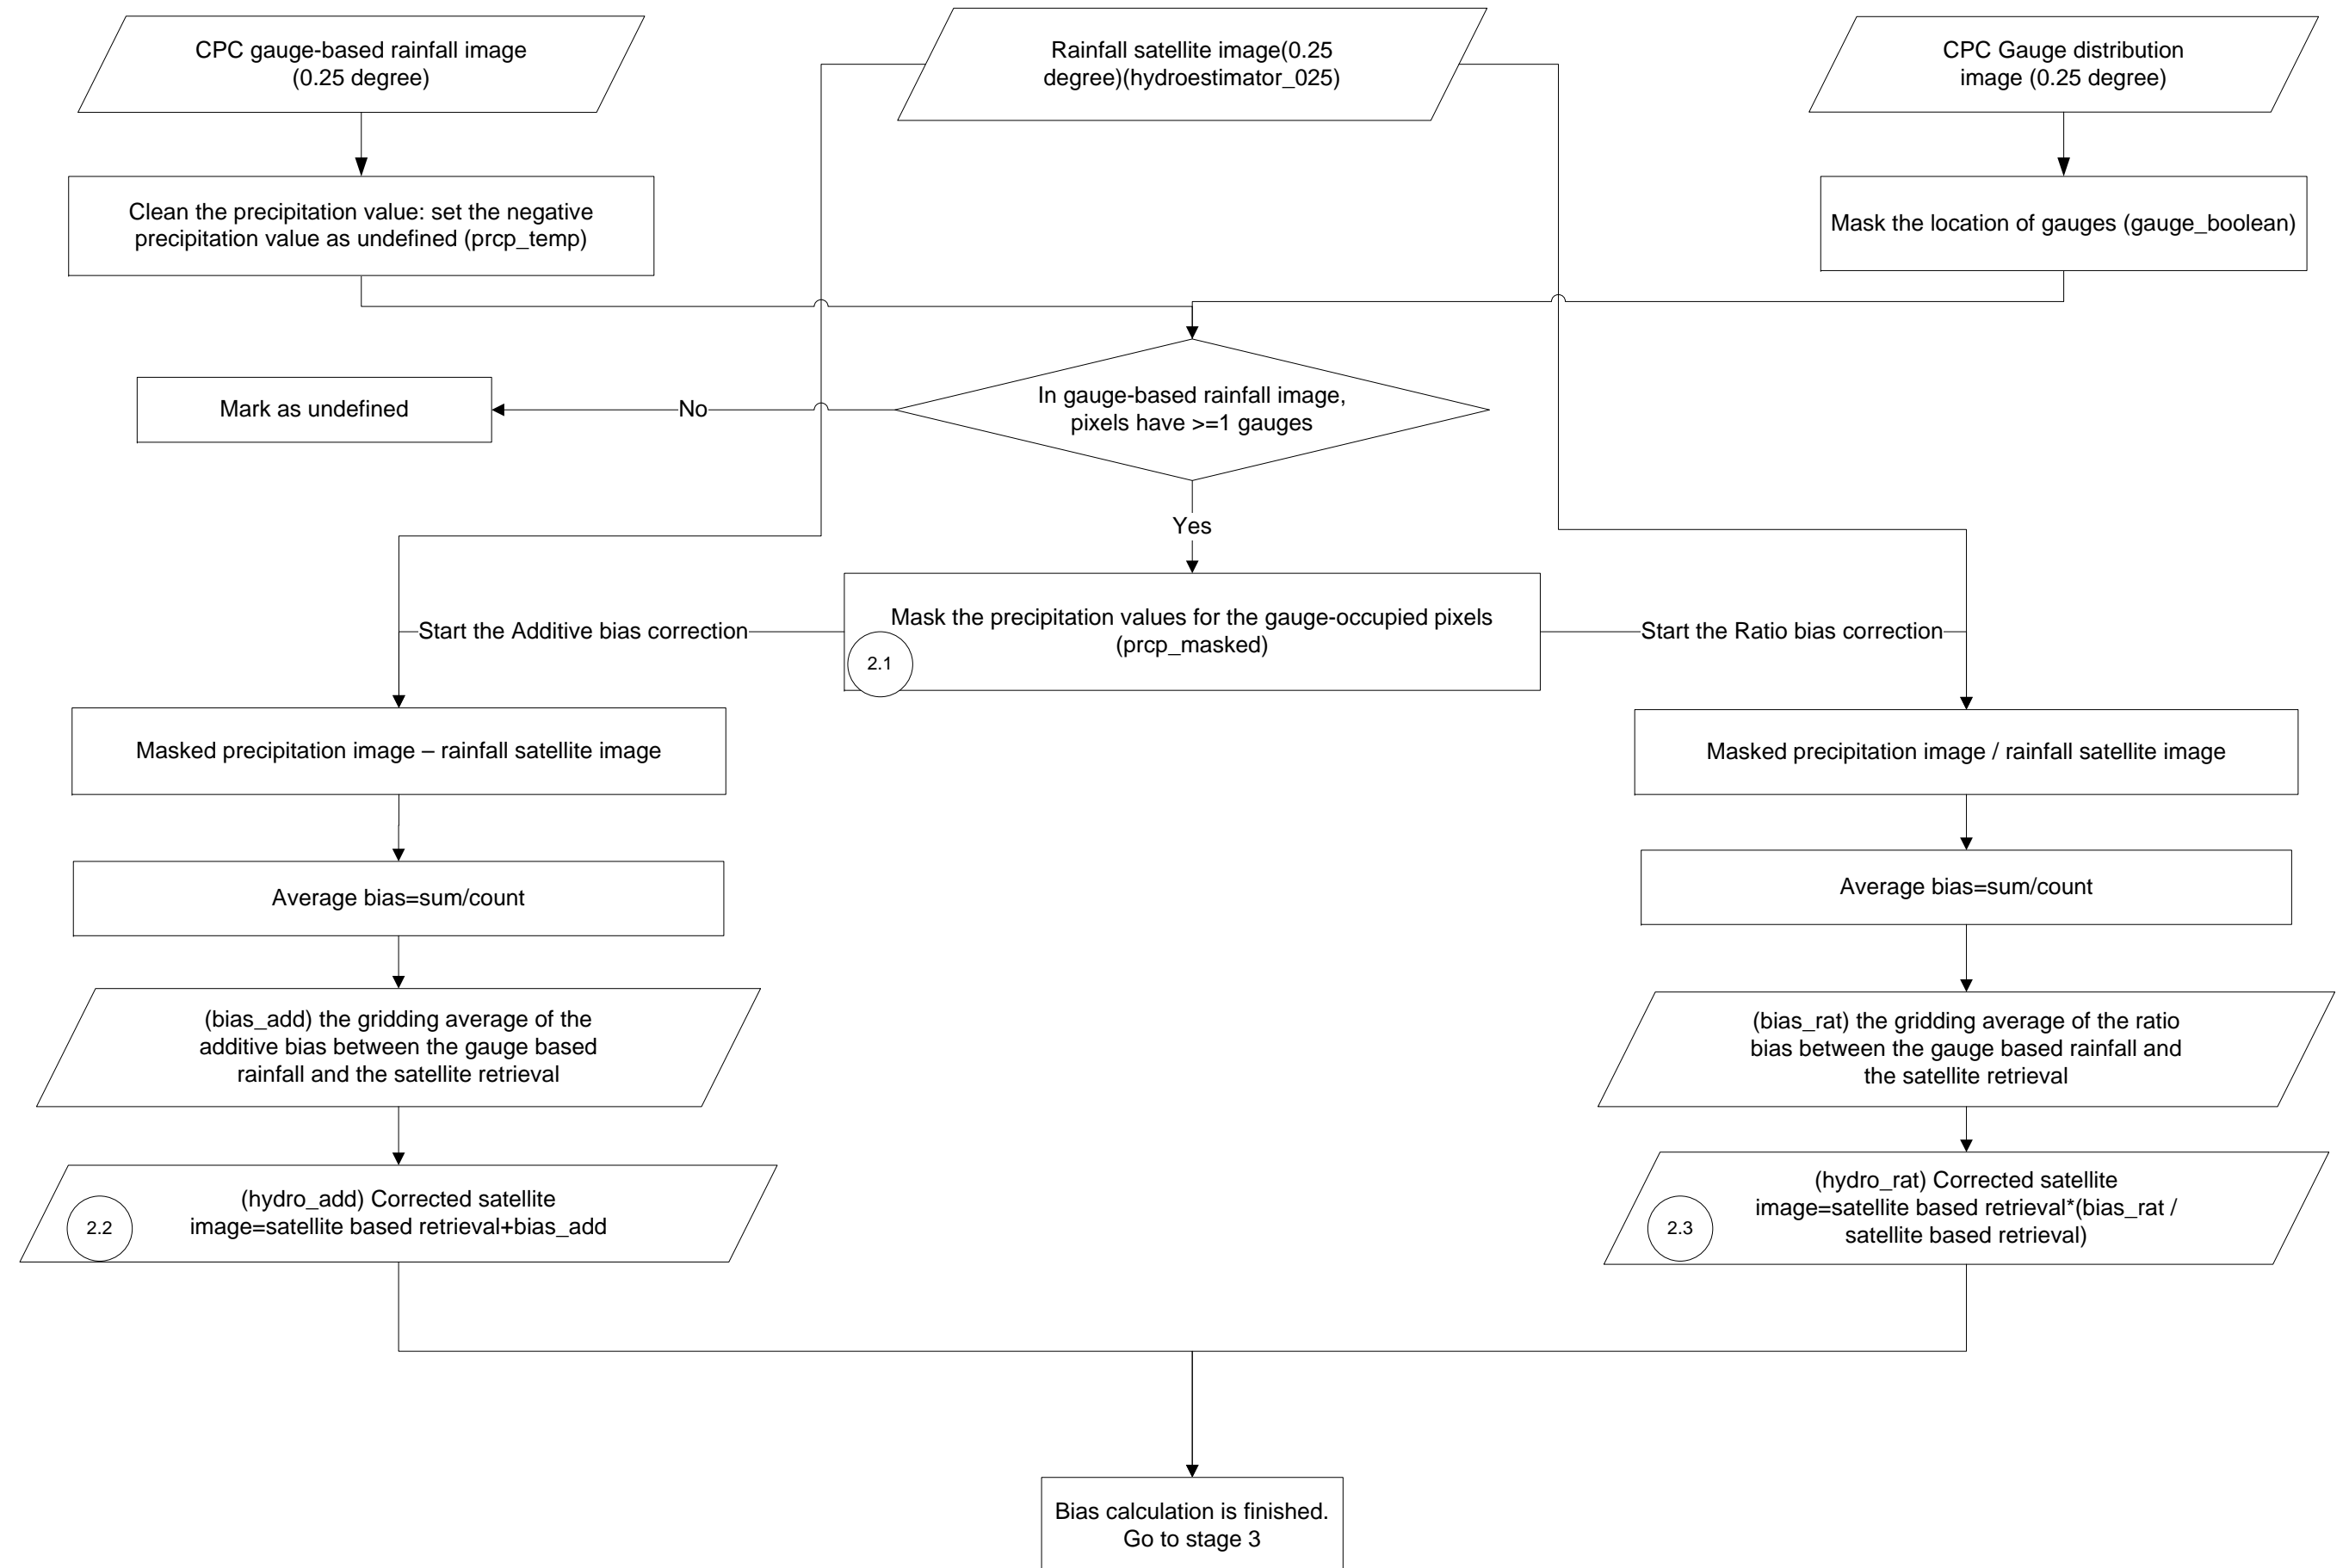 CPC gauge-based rainfall image
(0.25 degree)
Rainfall satellite image(0.25
degree)(hydroestimator_025)
CPC Gauge distribution
image (0.25 degree)
Clean the precipitation value: set the negative
precipitation value as undefined (prcp_temp)
Mask the location of gauges (gauge_boolean)
In gauge-based rainfall image,
pixels have >=1 gauges
No
Mark as undefined
Yes
Mask the precipitation values for the gauge-occupied pixels
(prcp_masked)
2.1
Start the Additive bias correction
Start the Ratio bias correction
Masked precipitation image – rainfall satellite image
Masked precipitation image / rainfall satellite image
Average bias=sum/count
Average bias=sum/count
(bias_add) the gridding average of the
additive bias between the gauge based
rainfall and the satellite retrieval
(bias_rat) the gridding average of the ratio
bias between the gauge based rainfall and
the satellite retrieval
(hydro_add) Corrected satellite
image=satellite based retrieval+bias_add
2.2
(hydro_rat) Corrected satellite
image=satellite based retrieval*(bias_rat /
satellite based retrieval)
2.3
Bias calculation is finished.
Go to stage 3